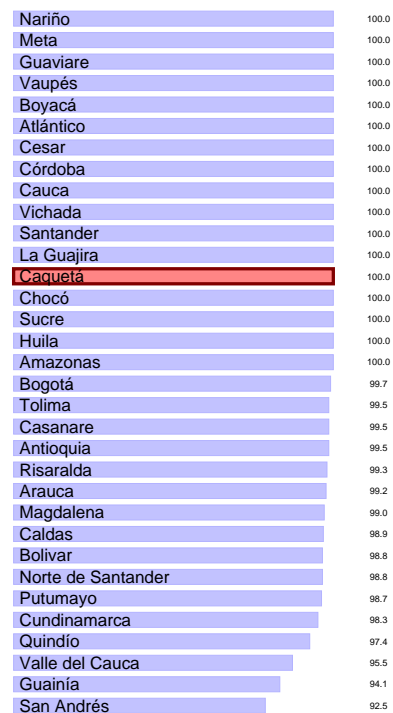 Nariño 100.0
Meta 100.0
Guaviare 100.0
Vaupés 100.0
Boyacá 100.0
Atlántico 100.0
Cesar 100.0
Córdoba 100.0
Cauca 100.0
Vichada 100.0
Santander 100.0
La Guajira 100.0
Caquetá 100.0
Chocó 100.0
Sucre 100.0
Huila 100.0
Amazonas 100.0
Bogotá 99.7
Tolima 99.5
Casanare 99.5
Antioquia 99.5
Risaralda 99.3
Arauca 99.2
Magdalena 99.0
Caldas 98.9
Bolivar 98.8
Norte de Santander 98.8
Putumayo 98.7
Cundinamarca 98.3
Quindío 97.4
Valle del Cauca 95.5
Guainía 94.1
San Andrés 92.5